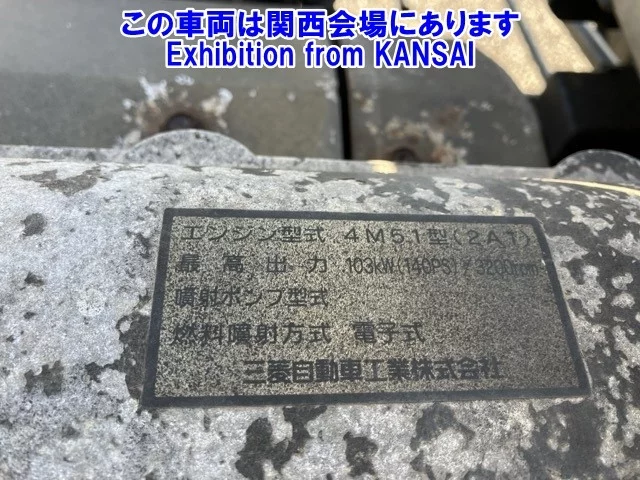 この車両は関西会場にあります
Exhibition from KANSAI
エンジン型式 4M51型(2AT)
最高出力 103kW(140PS)/3200rpm
噴射ポンプ型式
燃料噴射方式 電子式
三菱自動車工業株式会社